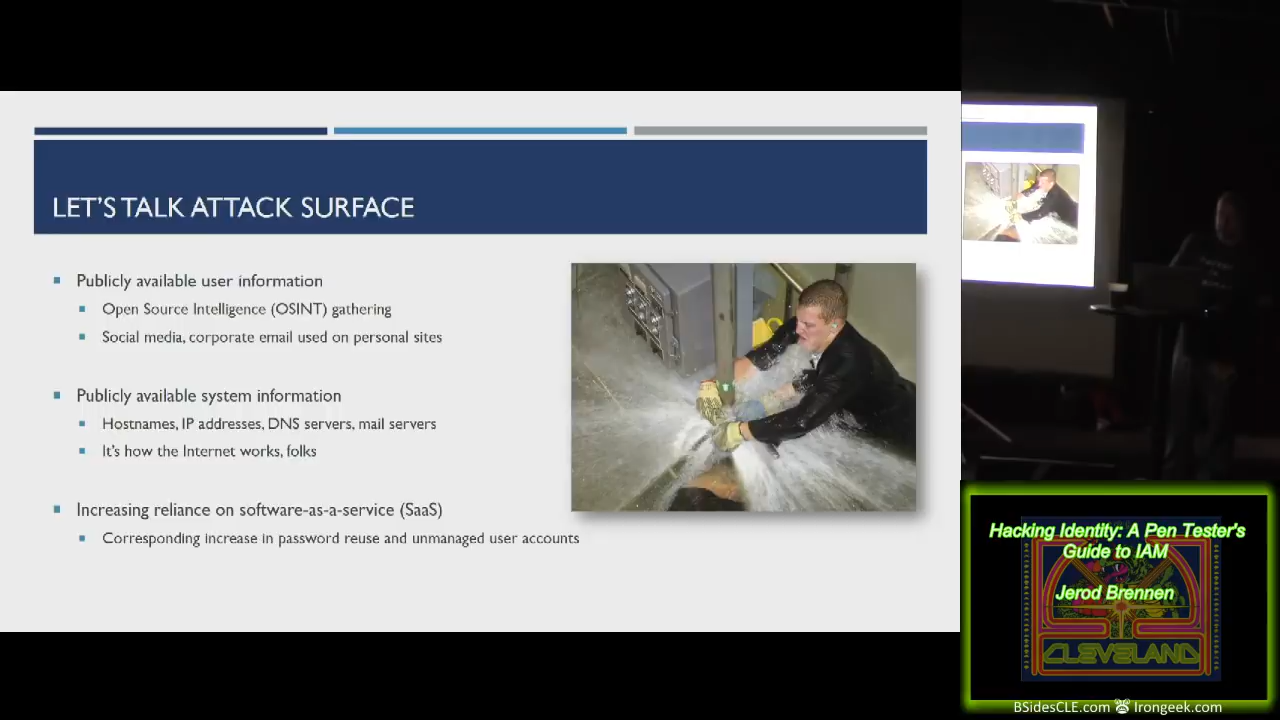 LET'S TALK ATTACK SURFACE
Publicly available user information
Open Source Intelligence (OSINT) gathering
Social media, corporate email used on personal sites
Publicly available system information
Hostnames, IP addresses, DNS servers, mail servers
It's how the Internet works, folks
Increasing reliance on software-as-a-service (SaaS)
Corresponding increase in password reuse and unmanaged user accounts
Hacking Identity: A Pen Tester's
Guide to IAM
Jerod Brennen
CLEVELAND
BSidesCLE.com Irongeek.com